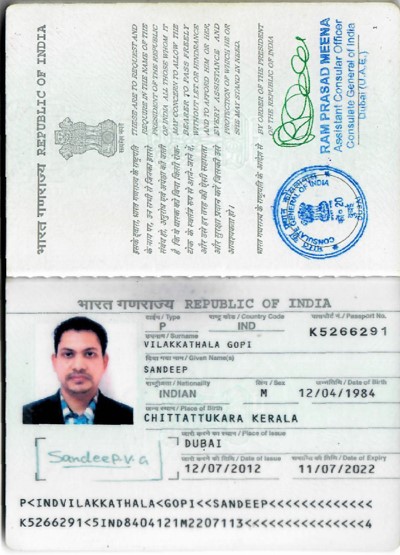 भारत गणराज्य REPUBLIC OF INDIA
सत्यमेव जयते
THESE ARE TO REQUEST AND
REQUIRE IN THE NAME OF THE
PRESIDENT OF THE REPUBLIC
OF INDIA ALL THOSE WHOM IT
MAY CONCERN TO ALLOW THE
BEARER TO PASS FREELY
WITHOUT LET OR HINDRANCE,
AND TO AFFORD HIM OR HER,
EVERY ASSISTANCE AND
PROTECTION OF WHICH HE OR
SHE MAY STAND IN NEED.
BY ORDER OF THE PRESIDENT
OF THE REPUBLIC OF INDIA
RAM PRASAD MEENA
Assistant Consular Officer
Consulate General of India
Dubai (U.A.E.)
भारत गणराज्य REPUBLIC OF INDIA
टाईप / Type
राष्ट्र कोड / Country Code
पासपोर्ट नं. / Passport No.
P
IND
K5266291
उपनाम / Surname
VILAKKATHALA GOPI
दिया गया नाम / Given Name(s)
SANDEEP
राष्ट्रीयता / Nationality
लिंग / Sex
जन्मतिथि / Date of Birth
INDIAN
M
12/04/1984
जन्म स्थान / Place of Birth
CHITTATTUKARA KERALA
जारी करने का स्थान / Place of Issue
DUBAI
जारी करने की तिथि / Date of Issue
समाप्ति की तिथि / Date of Expiry
12/07/2012
11/07/2022
Sandeep.v.G
P<INDVILAKKATHALA<GOPI<<SANDEEP<<<<<<<<<<<<<
K5266291<5IND8404121M2207113<<<<<<<<<<<<<<<4